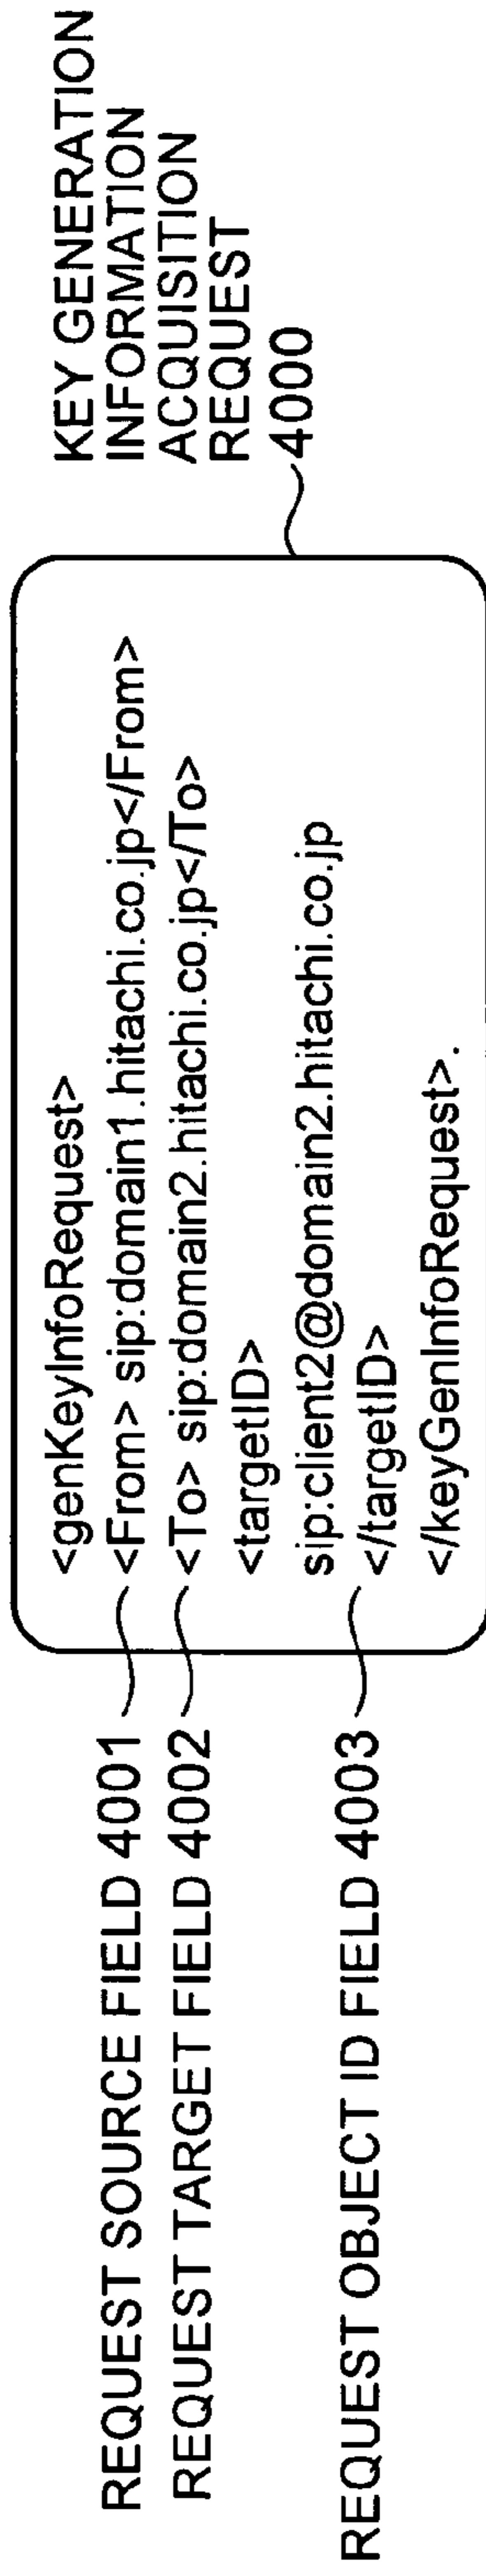 KEY GENERATION
INFORMATION
ACQUISITION
REQUEST
4000
<genKeyInfoRequest>
REQUEST SOURCE FIELD 4001
<From> sip:domain1.hitachi.co.jp</From>
REQUEST TARGET FIELD 4002
<To> sip:domain2.hitachi.co.jp</To>
<targetID>
sip:client2@domain2.hitachi.co.jp
REQUEST OBJECT ID FIELD 4003
</targetID>
</keyGenInfoRequest>.